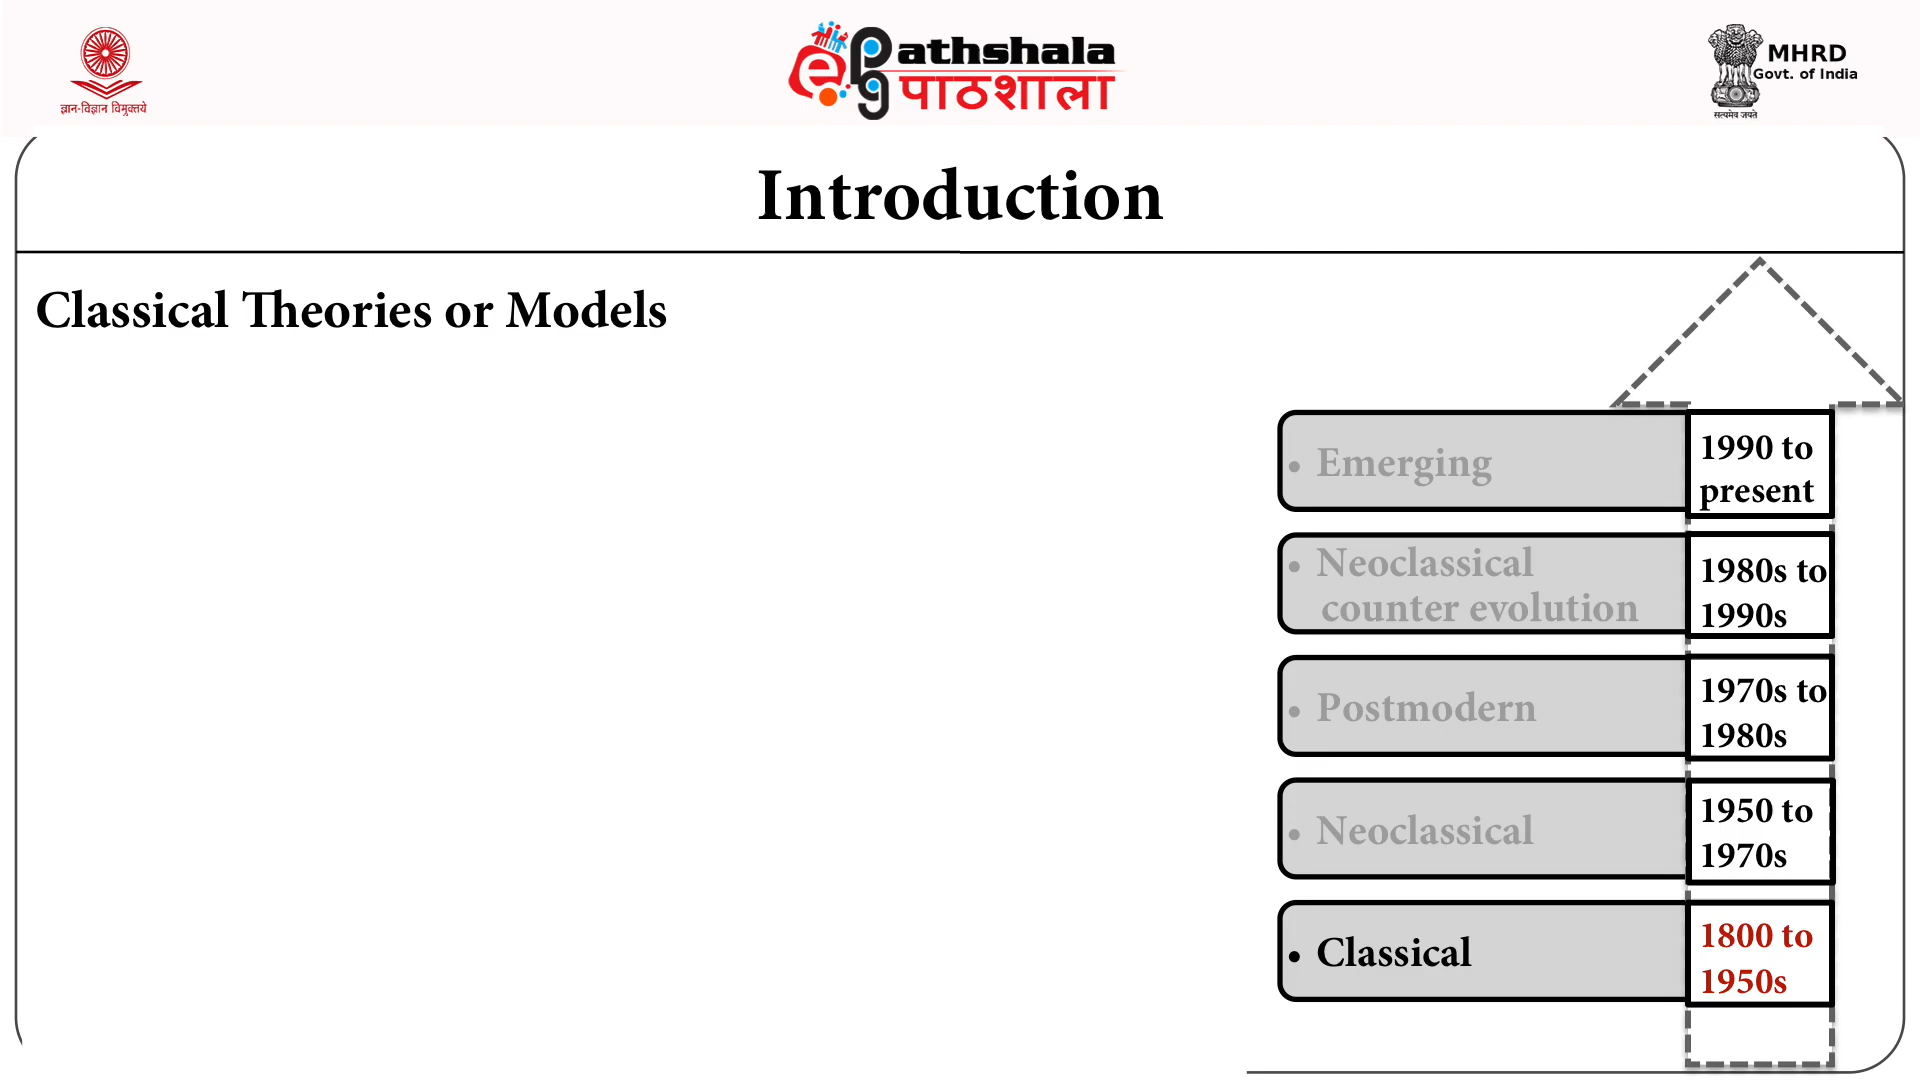 ज्ञान-विज्ञान विमुक्तये
e Pg athshala
पाठशाला
MHRD
Govt. of India
सत्यमेव जयते
Introduction
Classical Theories or Models
• Emerging
1990 to
present
• Neoclassical
counter evolution
1980s to
1990s
• Postmodern
1970s to
1980s
• Neoclassical
1950 to
1970s
• Classical
1800 to
1950s